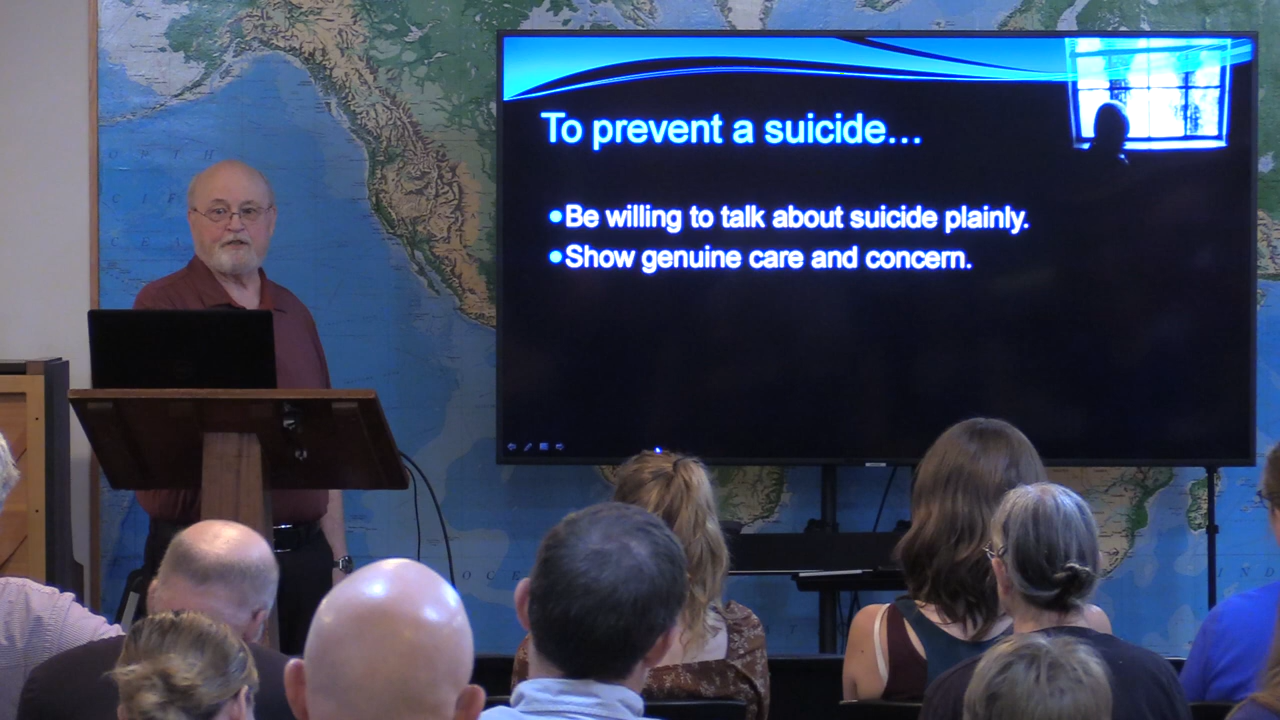 To prevent a suicide…
•Be willing to talk about suicide plainly.
•Show genuine care and concern.